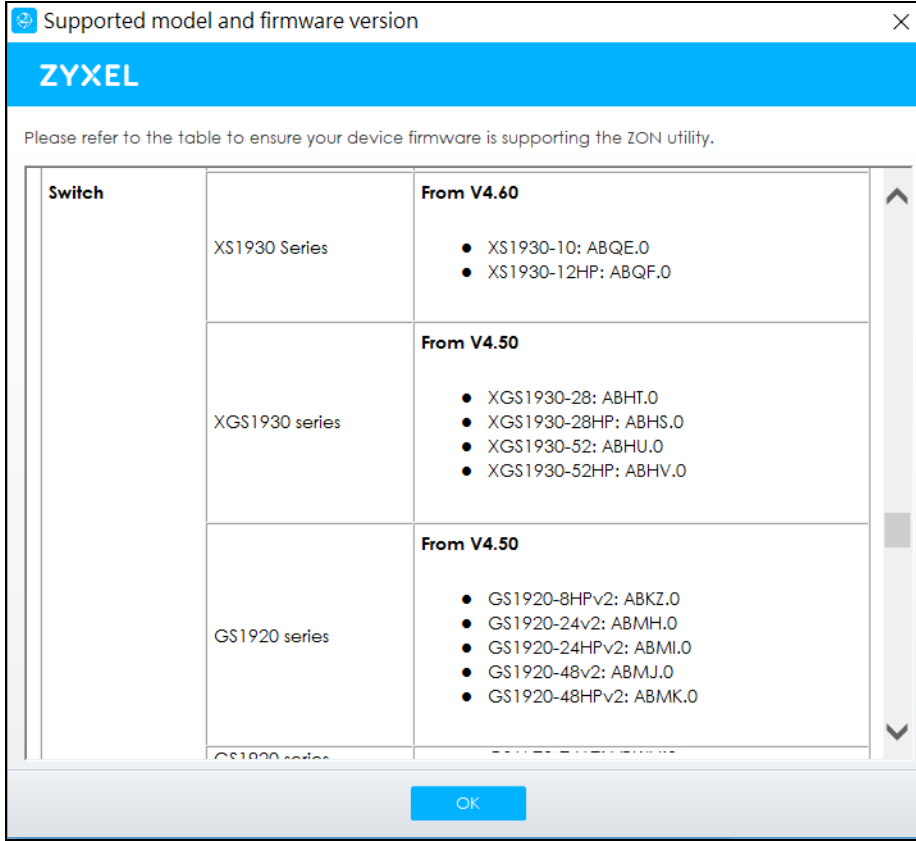 Supported model and firmware version
ZYXEL
Please refer to the table to ensure your device firmware is supporting the ZON utility.
Switch
XS1930 Series
From V4.60
● XS1930-10: ABQE.0
● XS1930-12HP: ABQF.0
XGS1930 series
From V4.50
● XGS1930-28: ABHT.0
● XGS1930-28HP: ABHS.0
● XGS1930-52: ABHU.0
● XGS1930-52HP: ABHV.0
GS1920 series
From V4.50
● GS1920-8HPv2: ABKZ.0
● GS1920-24v2: ABMH.0
● GS1920-24HPv2: ABMI.0
● GS1920-48v2: ABMJ.0
● GS1920-48HPv2: ABMK.0
GS1920 series
OK